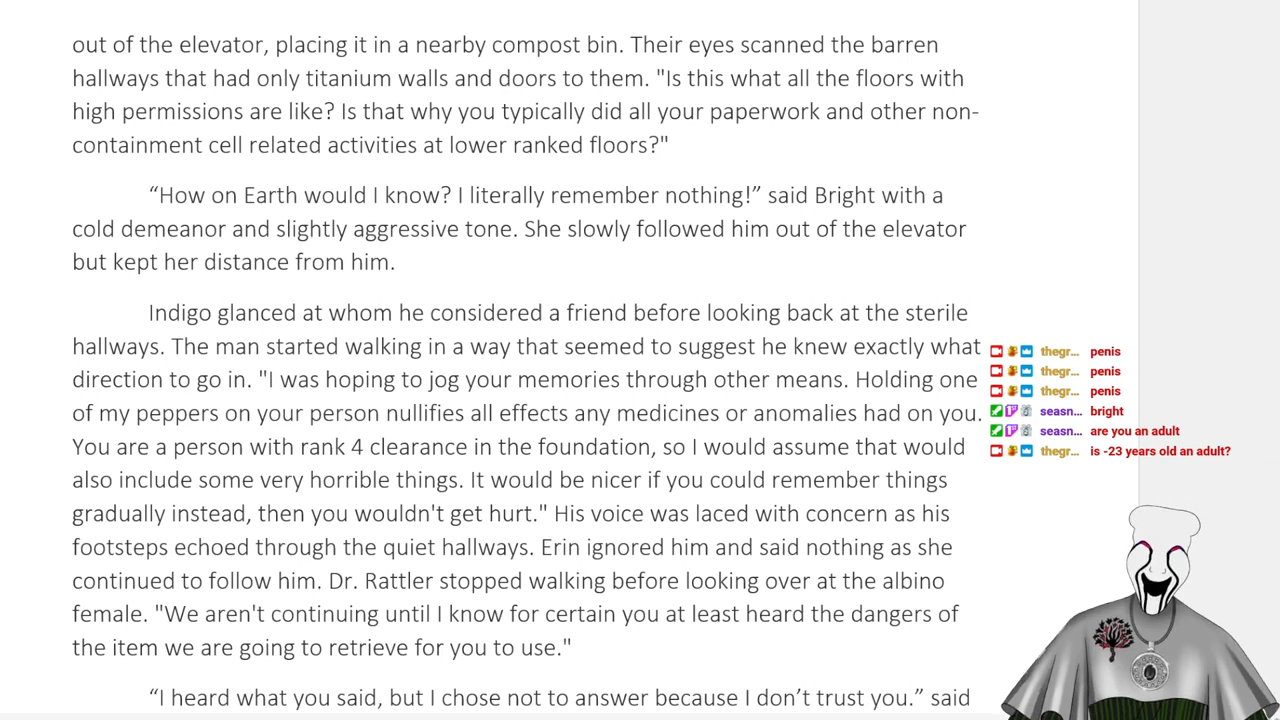 out of the elevator, placing it in a nearby compost bin. Their eyes scanned the barren
hallways that had only titanium walls and doors to them. "Is this what all the floors with
high permissions are like? Is that why you typically did all your paperwork and other non-
containment cell related activities at lower ranked floors?"
“How on Earth would I know? I literally remember nothing!” said Bright with a
cold demeanor and slightly aggressive tone. She slowly followed him out of the elevator
but kept her distance from him.
Indigo glanced at whom he considered a friend before looking back at the sterile
hallways. The man started walking in a way that seemed to suggest he knew exactly what
direction to go in. "I was hoping to jog your memories through other means. Holding one
of my peppers on your person nullifies all effects any medicines or anomalies had on you.
You are a person with rank 4 clearance in the foundation, so I would assume that would
also include some very horrible things. It would be nicer if you could remember things
gradually instead, then you wouldn't get hurt." His voice was laced with concern as his
footsteps echoed through the quiet hallways. Erin ignored him and said nothing as she
continued to follow him. Dr. Rattler stopped walking before looking over at the albino
female. "We aren't continuing until I know for certain you at least heard the dangers of
the item we are going to retrieve for you to use."
“I heard what you said, but I chose not to answer because I don’t trust you.” said
thegr... penis
thegr... penis
thegr... penis
seasn... bright
seasn... are you an adult
thegr... is -23 years old an adult?